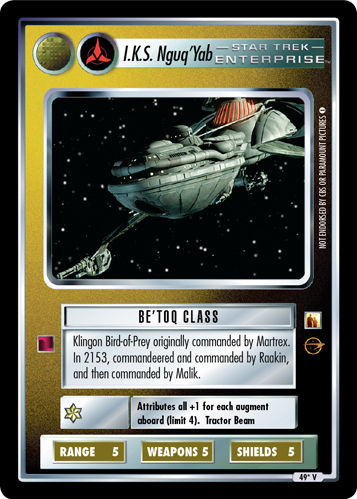 I.K.S. Nguq'Yab
STAR TREK
ENTERPRISE™
NOT ENDORSED BY CBS OR PARAMOUNT PICTURES
BE'TOQ CLASS
Klingon Bird-of-Prey originally commanded by Martrex.
In 2153, commandeered and commanded by Raakin,
and then commanded by Malik.
Attributes all +1 for each augment
aboard (limit 4). Tractor Beam
RANGE 5
WEAPONS 5
SHIELDS 5
49* V